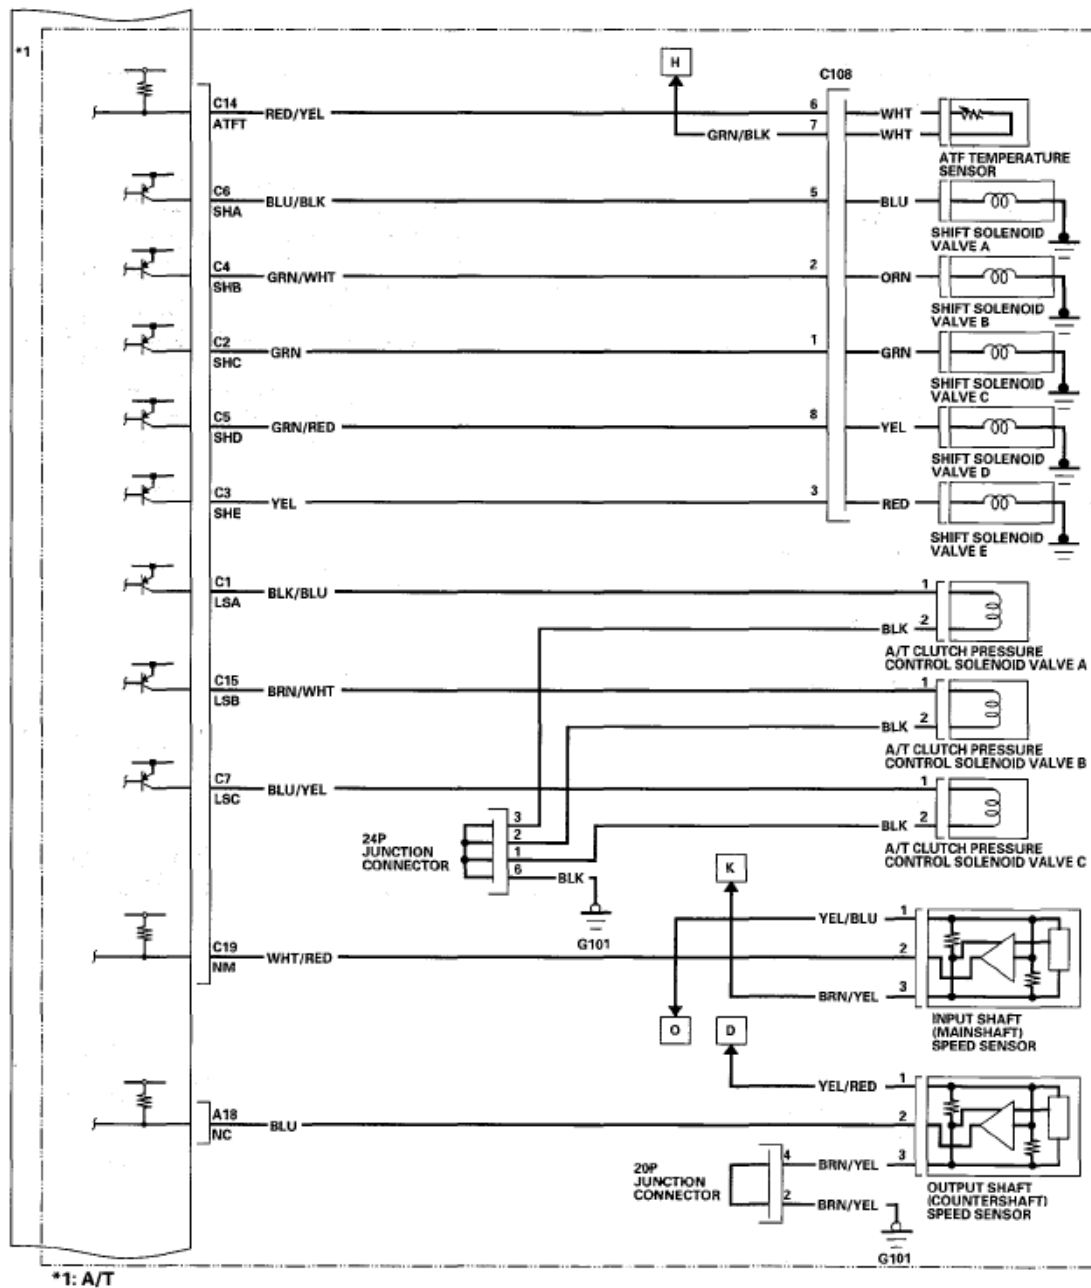 *1
H
C108
C14
ATFT
RED/YEL
6
WHT
GRN/BLK
7
WHT
ATF TEMPERATURE
SENSOR
C6
SHA
BLU/BLK
5
BLU
SHIFT SOLENOID
VALVE A
C4
SHB
GRN/WHT
2
ORN
SHIFT SOLENOID
VALVE B
C2
SHC
GRN
1
GRN
SHIFT SOLENOID
VALVE C
C5
SHD
GRN/RED
8
YEL
SHIFT SOLENOID
VALVE D
C3
SHE
YEL
3
RED
SHIFT SOLENOID
VALVE E
C1
LSA
BLK/BLU
1
BLK
2
A/T CLUTCH PRESSURE
CONTROL SOLENOID VALVE A
C15
LSB
BRN/WHT
1
BLK
2
A/T CLUTCH PRESSURE
CONTROL SOLENOID VALVE B
C7
LSC
BLU/YEL
1
BLK
2
A/T CLUTCH PRESSURE
CONTROL SOLENOID VALVE C
24P
JUNCTION
CONNECTOR
3
2
1
6
BLK
G101
K
YEL/BLU
1
C19
NM
WHT/RED
2
BRN/YEL
3
INPUT SHAFT
(MAINSHAFT)
SPEED SENSOR
O
D
YEL/RED
1
A18
NC
BLU
2
BRN/YEL
3
OUTPUT SHAFT
(COUNTERSHAFT)
SPEED SENSOR
20P
JUNCTION
CONNECTOR
4
2
BRN/YEL
G101
*1: A/T